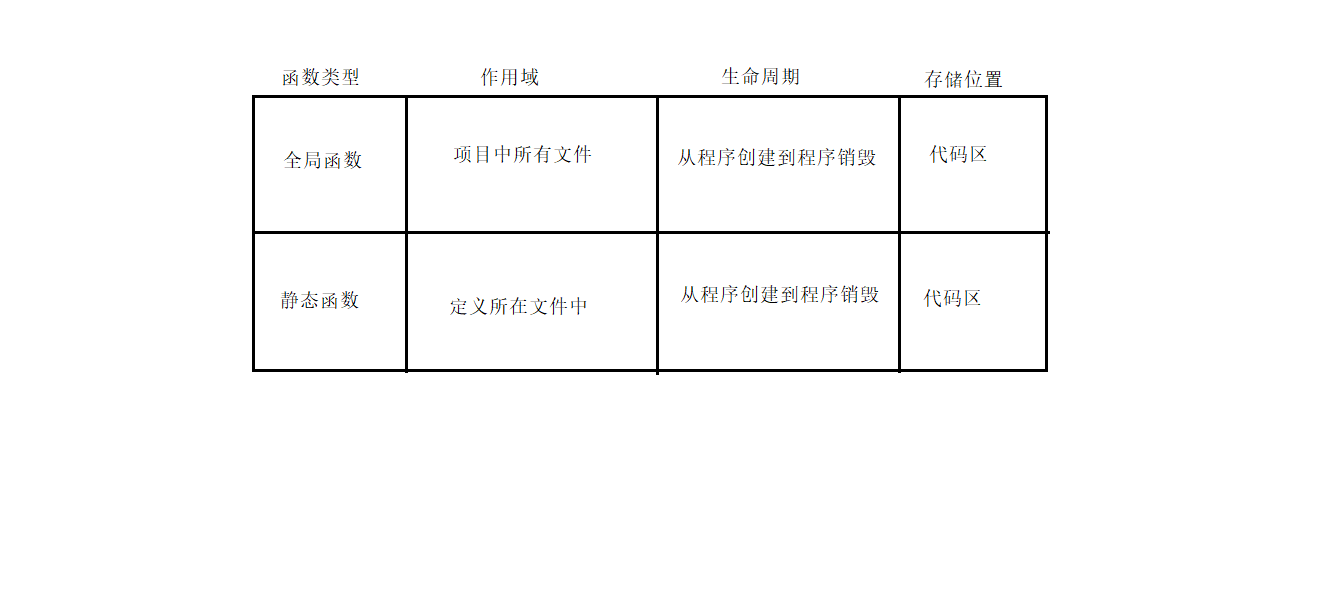 函数类型 作用域 生命周期 存储位置
全局函数 项目中所有文件 从程序创建到程序销毁 代码区
静态函数 定义所在文件中 从程序创建到程序销毁 代码区